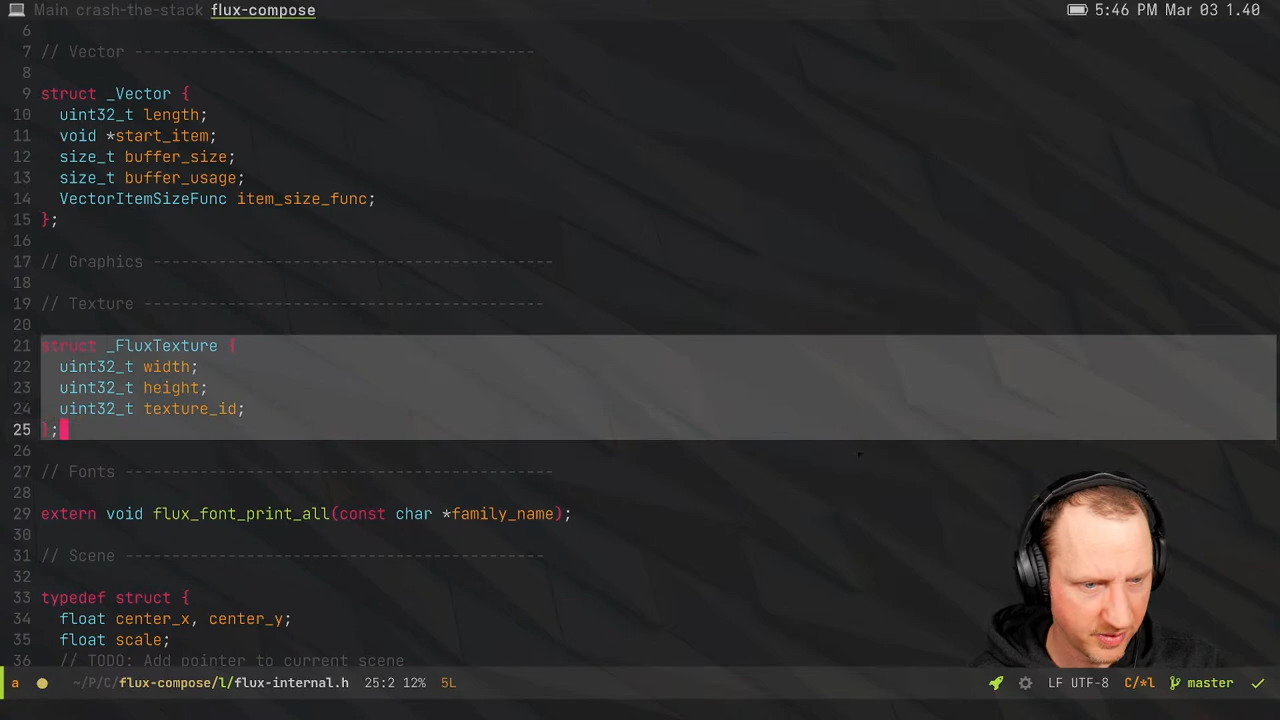 Main crash-the-stack flux-compose 5:46 PM Mar 03 1.40
6
7 // Vector -------------------------------------------
8
9 struct _Vector {
10 uint32_t length;
11 void *start_item;
12 size_t buffer_size;
13 size_t buffer_usage;
14 VectorItemSizeFunc item_size_func;
15 };
16
17 // Graphics --------------------------------------------
18
19 // Texture --------------------------------------------
20
21 struct _FluxTexture {
22 uint32_t width;
23 uint32_t height;
24 uint32_t texture_id;
25 };
26
27 // Fonts ----------------------------------------------
28
29 extern void flux_font_print_all(const char *family_name);
30
31 // Scene ---------------------------------------------
32
33 typedef struct {
34 float center_x, center_y;
35 float scale;
36 // TODO: Add pointer to current scene
a ~/P/C/flux-compose/l/flux-internal.h 25:2 12% 5L LF UTF-8 C/*l master